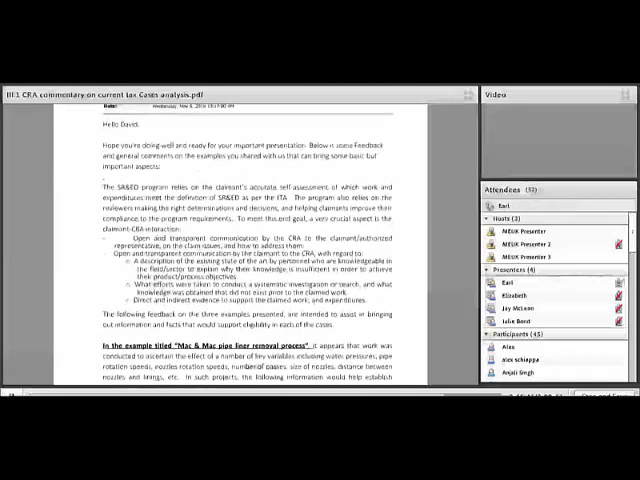 III.1 CRA commentary on current tax Cases analysis.pdf
Date:
Hello David,
Hope you're doing well and ready for your important presentation. Below is some Feedback
and general comments on the examples you shared with us that can bring some basic but
important aspects:
-
The SR&ED program relies on the claimant's accurate, self-assessment of which work and
expenditures meet the definition of SR&ED as per the ITA. The program also relies on the
reviewers making the right determinations and decisions, and helping claimants improve their
compliance to the program requirements. To meet this end goal, a very crucial aspect is the
claimant-CRA interaction:
- Open and transparent communication by the CRA to the claimant/authorized
representative, on the claim issues, and how to address them;
Open and transparent communication by the claimant to the CRA, with regard to:
o A description of the existing state of the art by personnel who are knowledgeable in
the field/sector to explain why their knowledge is insufficient in order to achieve
their product/process objectives
o What efforts were taken to conduct a systematic investigation or search, and what
knowledge was obtained that did not exist prior to the claimed work.
o Direct and indirect evidence to support the claimed work, and expenditures.
The following feedback on the three examples presented, are intended to assist in bringing
out information and facts that would support eligibility in each of the cases.
In the example titled "Mac & Mac pipe liner removal process", it appears that work was
conducted to ascertain the effect of a number of key variables including water pressures, pipe
rotation speeds, nozzles rotation speeds, number of passes, size of nozzles, distance between
nozzles and linings, etc. In such projects, the following information would help establish
Video
Attendees (52)
Earl
Hosts (3)
MEUK Presenter
MEUK Presenter 2
MEUK Presenter 3
Presenters (4)
Earl
Elizabeth
Jay McLean
Julie Bond
Participants (45)
Alex
alex schiappa
Anjali Singh